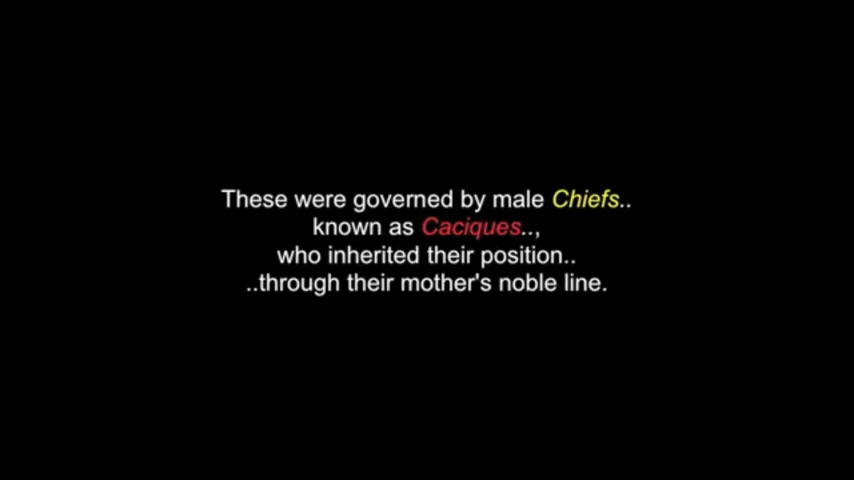 These were governed by male Chiefs..
known as Caciques..,
who inherited their position..
..through their mother's noble line.